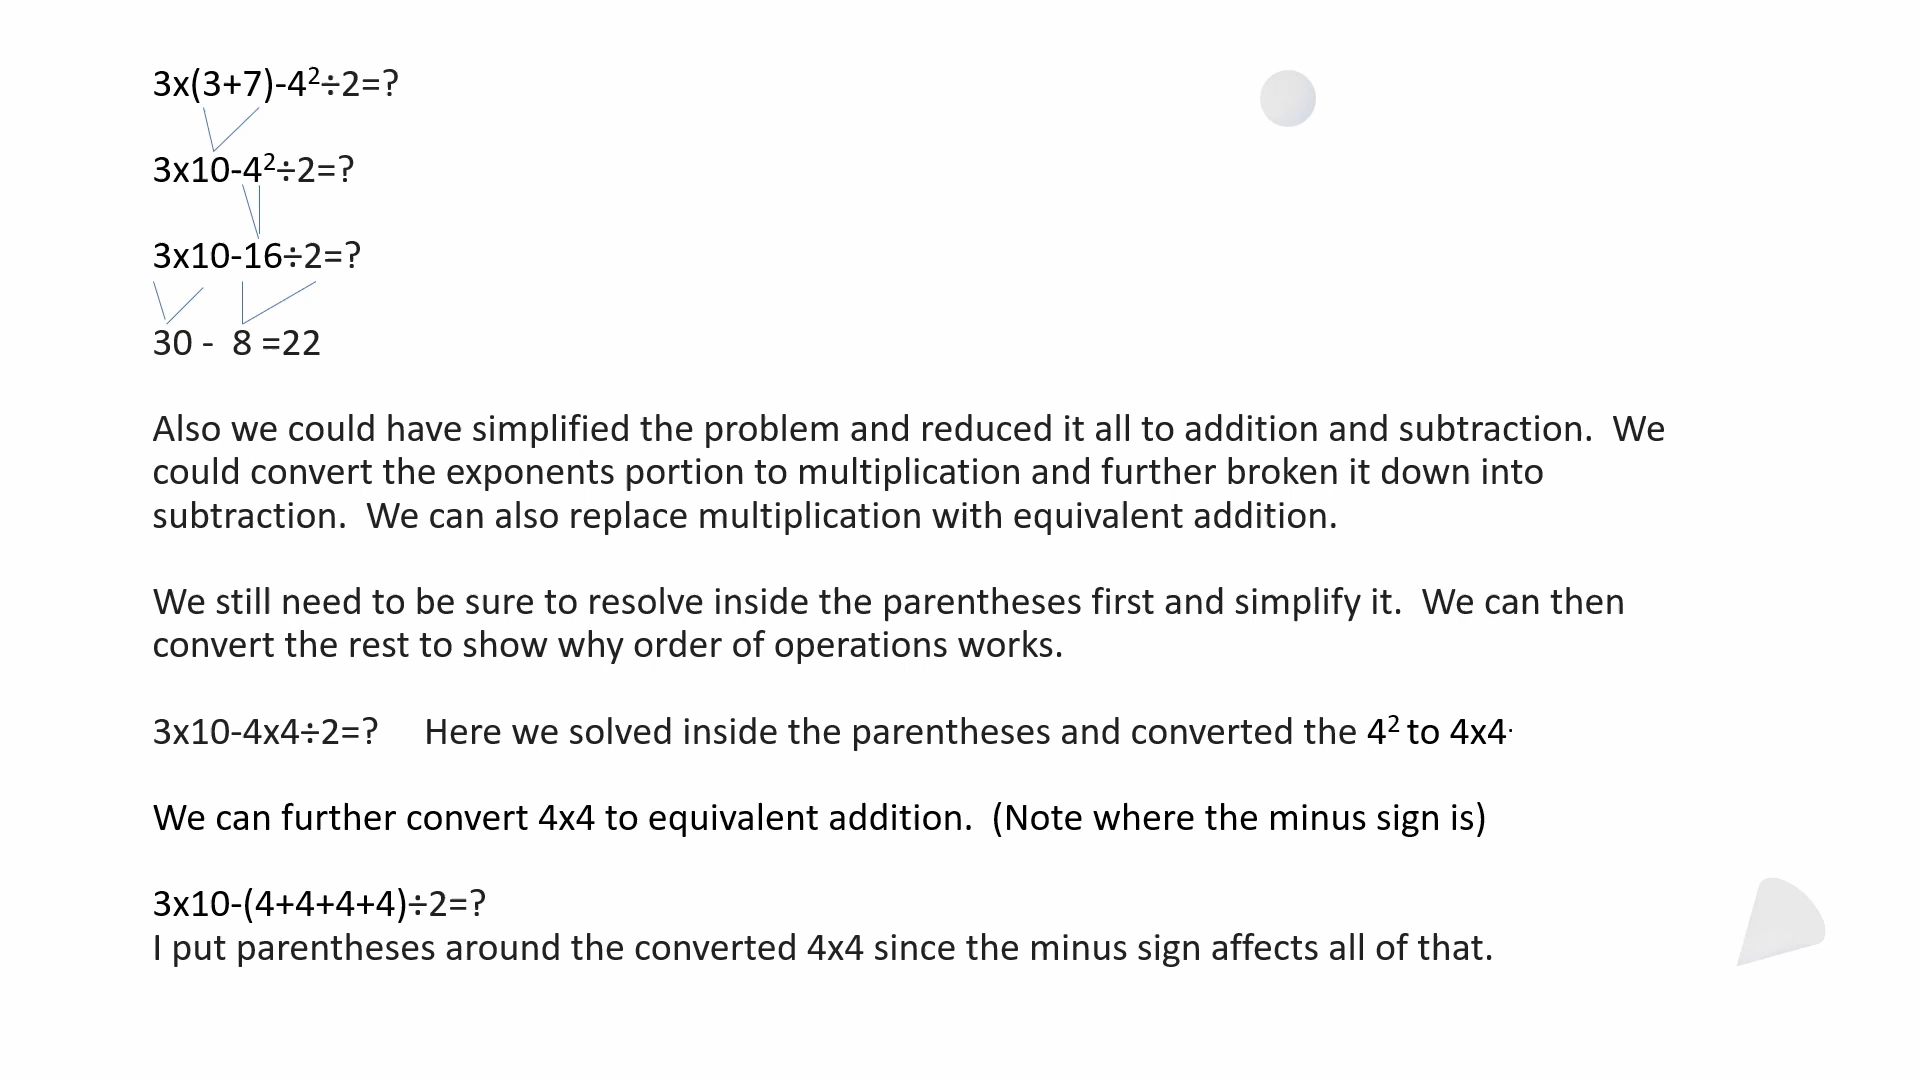 3x(3+7)-4²÷2=?
3x10-4²÷2=?
3x10-16÷2=?
30 -  8 =22
Also we could have simplified the problem and reduced it all to addition and subtraction.  We
could convert the exponents portion to multiplication and further broken it down into
subtraction.  We can also replace multiplication with equivalent addition.
We still need to be sure to resolve inside the parentheses first and simplify it.  We can then
convert the rest to show why order of operations works.
3x10-4x4÷2=?    Here we solved inside the parentheses and converted the 4² to 4x4.
We can further convert 4x4 to equivalent addition.  (Note where the minus sign is)
3x10-(4+4+4+4)÷2=?
I put parentheses around the converted 4x4 since the minus sign affects all of that.